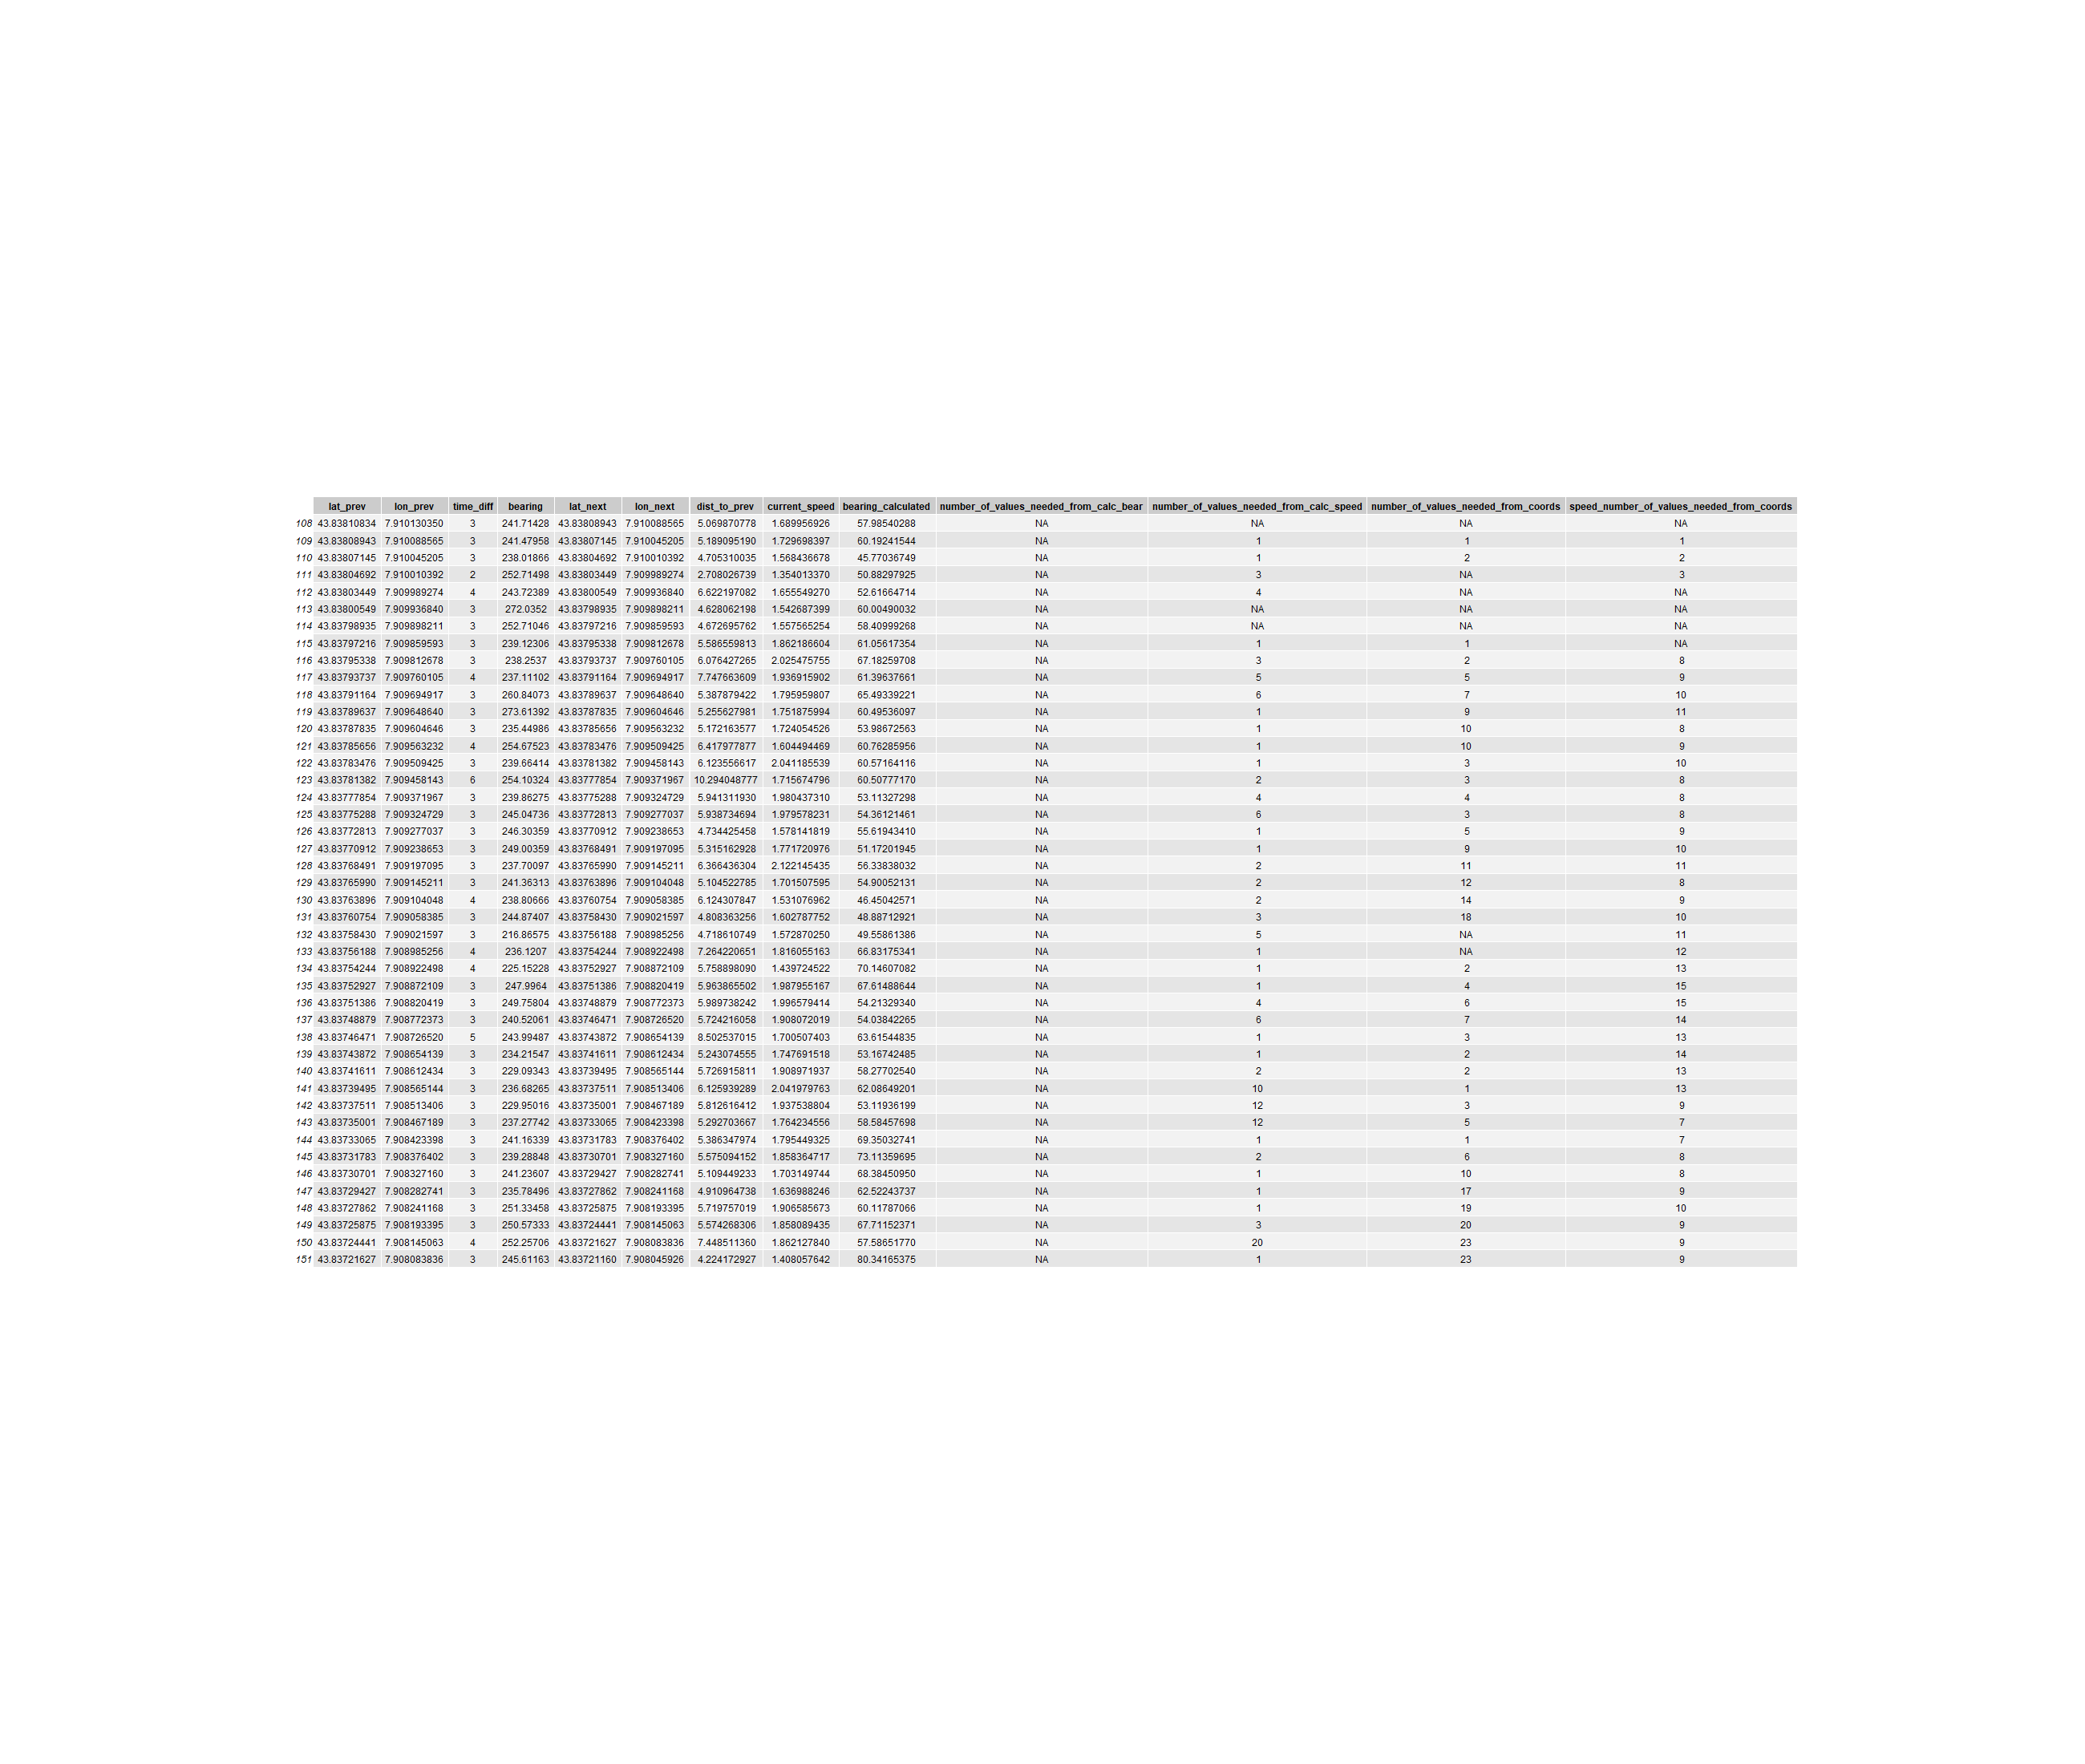 lat_prev lon_prev time_diff bearing lat_next lon_next dist_to_prev current_speed bearing_calculated number_of_values_needed_from_calc_bear number_of_values_needed_from_calc_speed number_of_values_needed_from_coords speed_number_of_values_needed_from_coords
108 43.83810834 7.910130350 3 241.71428 43.83808943 7.910088565 5.069870778 1.689956926 57.98540288 NA NA NA NA
109 43.83808943 7.910088565 3 241.47958 43.83807145 7.910045205 5.189095190 1.729698397 60.19241544 NA 1 1 1
110 43.83807145 7.910045205 3 238.01866 43.83804692 7.910010392 4.705310035 1.568436678 45.77036749 NA 1 2 2
111 43.83804692 7.910010392 2 252.71498 43.83803449 7.909989274 2.708026739 1.354013370 50.88297925 NA 3 NA 3
112 43.83803449 7.909989274 4 243.72389 43.83800549 7.909936840 6.622197082 1.655549270 52.61664714 NA 4 NA NA
113 43.83800549 7.909936840 3 272.0352 43.83798935 7.909898211 4.628062198 1.542687399 60.00490032 NA NA NA NA
114 43.83798935 7.909898211 3 252.71046 43.83797216 7.909859593 4.672695762 1.557565254 58.40999268 NA NA NA NA
115 43.83797216 7.909859593 3 239.12306 43.83795338 7.909812678 5.586559813 1.862186604 61.05617354 NA 1 1 NA
116 43.83795338 7.909812678 3 238.2537 43.83793737 7.909760105 6.076427265 2.025475755 67.18259708 NA 3 2 8
117 43.83793737 7.909760105 4 237.11102 43.83791164 7.909694917 7.747663609 1.936915902 61.39637661 NA 5 5 9
118 43.83791164 7.909694917 3 260.84073 43.83789637 7.909648640 5.387879422 1.795959807 65.49339221 NA 6 7 10
119 43.83789637 7.909648640 3 273.61392 43.83787835 7.909604646 5.255627981 1.751875994 60.49536097 NA 1 9 11
120 43.83787835 7.909604646 3 235.44986 43.83785656 7.909563232 5.172163577 1.724054526 53.98672563 NA 1 10 8
121 43.83785656 7.909563232 4 254.67523 43.83783476 7.909509425 6.417977877 1.604494469 60.76285956 NA 1 10 9
122 43.83783476 7.909509425 3 239.66414 43.83781382 7.909458143 6.123556617 2.041185539 60.57164116 NA 1 3 10
123 43.83781382 7.909458143 6 254.10324 43.83777854 7.909371967 10.294048777 1.715674796 60.50777170 NA 2 3 8
124 43.83777854 7.909371967 3 239.86275 43.83775288 7.909324729 5.941311930 1.980437310 53.11327298 NA 4 4 8
125 43.83775288 7.909324729 3 245.04736 43.83772813 7.909277037 5.938734694 1.979578231 54.36121461 NA 6 3 8
126 43.83772813 7.909277037 3 246.30359 43.83770912 7.909238653 4.734425458 1.578141819 55.61943410 NA 1 5 9
127 43.83770912 7.909238653 3 249.00359 43.83768491 7.909197095 5.315162928 1.771720976 51.17201945 NA 1 9 10
128 43.83768491 7.909197095 3 237.70097 43.83765990 7.909145211 6.366436304 2.122145435 56.33838032 NA 2 11 11
129 43.83765990 7.909145211 3 241.36313 43.83763896 7.909104048 5.104522785 1.701507595 54.90052131 NA 2 12 8
130 43.83763896 7.909104048 4 238.80666 43.83760754 7.909058385 6.124307847 1.531076962 46.45042571 NA 2 14 9
131 43.83760754 7.909058385 3 244.87407 43.83758430 7.909021597 4.808363256 1.602787752 48.88712921 NA 3 18 10
132 43.83758430 7.909021597 3 216.86575 43.83756188 7.908985256 4.718610749 1.572870250 49.55861386 NA 5 NA 11
133 43.83756188 7.908985256 4 236.1207 43.83754244 7.908922498 7.264220651 1.816055163 66.83175341 NA 1 NA 12
134 43.83754244 7.908922498 4 225.15228 43.83752927 7.908872109 5.758898090 1.439724522 70.14607082 NA 1 2 13
135 43.83752927 7.908872109 3 247.9964 43.83751386 7.908820419 5.963865502 1.987955167 67.61488644 NA 1 4 15
136 43.83751386 7.908820419 3 249.75804 43.83748879 7.908772373 5.989738242 1.996579414 54.21329340 NA 4 6 15
137 43.83748879 7.908772373 3 240.52061 43.83746471 7.908726520 5.724216058 1.908072019 54.03842265 NA 6 7 14
138 43.83746471 7.908726520 5 243.99487 43.83743872 7.908654139 8.502537015 1.700507403 63.61544835 NA 1 3 13
139 43.83743872 7.908654139 3 234.21547 43.83741611 7.908612434 5.243074555 1.747691518 53.16742485 NA 1 2 14
140 43.83741611 7.908612434 3 229.09343 43.83739495 7.908565144 5.726915811 1.908971937 58.27702540 NA 2 2 13
141 43.83739495 7.908565144 3 236.68265 43.83737511 7.908513406 6.125939289 2.041979763 62.08649201 NA 10 1 13
142 43.83737511 7.908513406 3 229.95016 43.83735001 7.908467189 5.812616412 1.937538804 53.11936199 NA 12 3 9
143 43.83735001 7.908467189 3 237.27742 43.83733065 7.908423398 5.292703667 1.764234556 58.58457698 NA 12 5 7
144 43.83733065 7.908423398 3 241.16339 43.83731783 7.908376402 5.386347974 1.795449325 69.35032741 NA 1 1 7
145 43.83731783 7.908376402 3 239.28848 43.83730701 7.908327160 5.575094152 1.858364717 73.11359695 NA 2 6 8
146 43.83730701 7.908327160 3 241.23607 43.83729427 7.908282741 5.109449233 1.703149744 68.38450950 NA 1 10 8
147 43.83729427 7.908282741 3 235.78496 43.83727862 7.908241168 4.910964738 1.636988246 62.52243737 NA 1 17 9
148 43.83727862 7.908241168 3 251.33458 43.83725875 7.908193395 5.719757019 1.906585673 60.11787066 NA 1 19 10
149 43.83725875 7.908193395 3 250.57333 43.83724441 7.908145063 5.574268306 1.858089435 67.71152371 NA 3 20 9
150 43.83724441 7.908145063 4 252.25706 43.83721627 7.908083836 7.448511360 1.862127840 57.58651770 NA 20 23 9
151 43.83721627 7.908083836 3 245.61163 43.83721160 7.908045926 4.224172927 1.408057642 80.34165375 NA 1 23 9